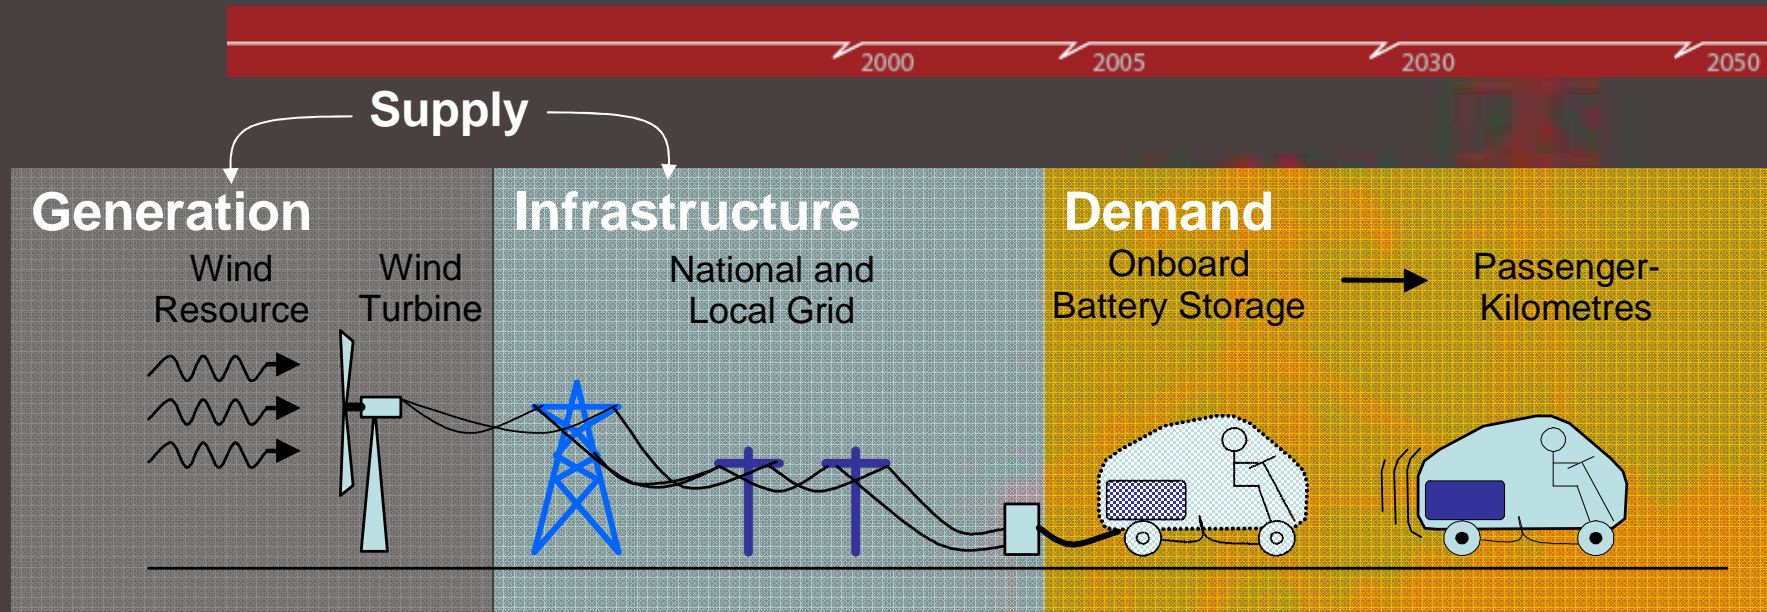 2000 2005 2030 2050
Supply
Generation
Wind
Resource
Wind
Turbine
Infrastructure
National and
Local Grid
Demand
Onboard
Battery Storage
Passenger-
Kilometres